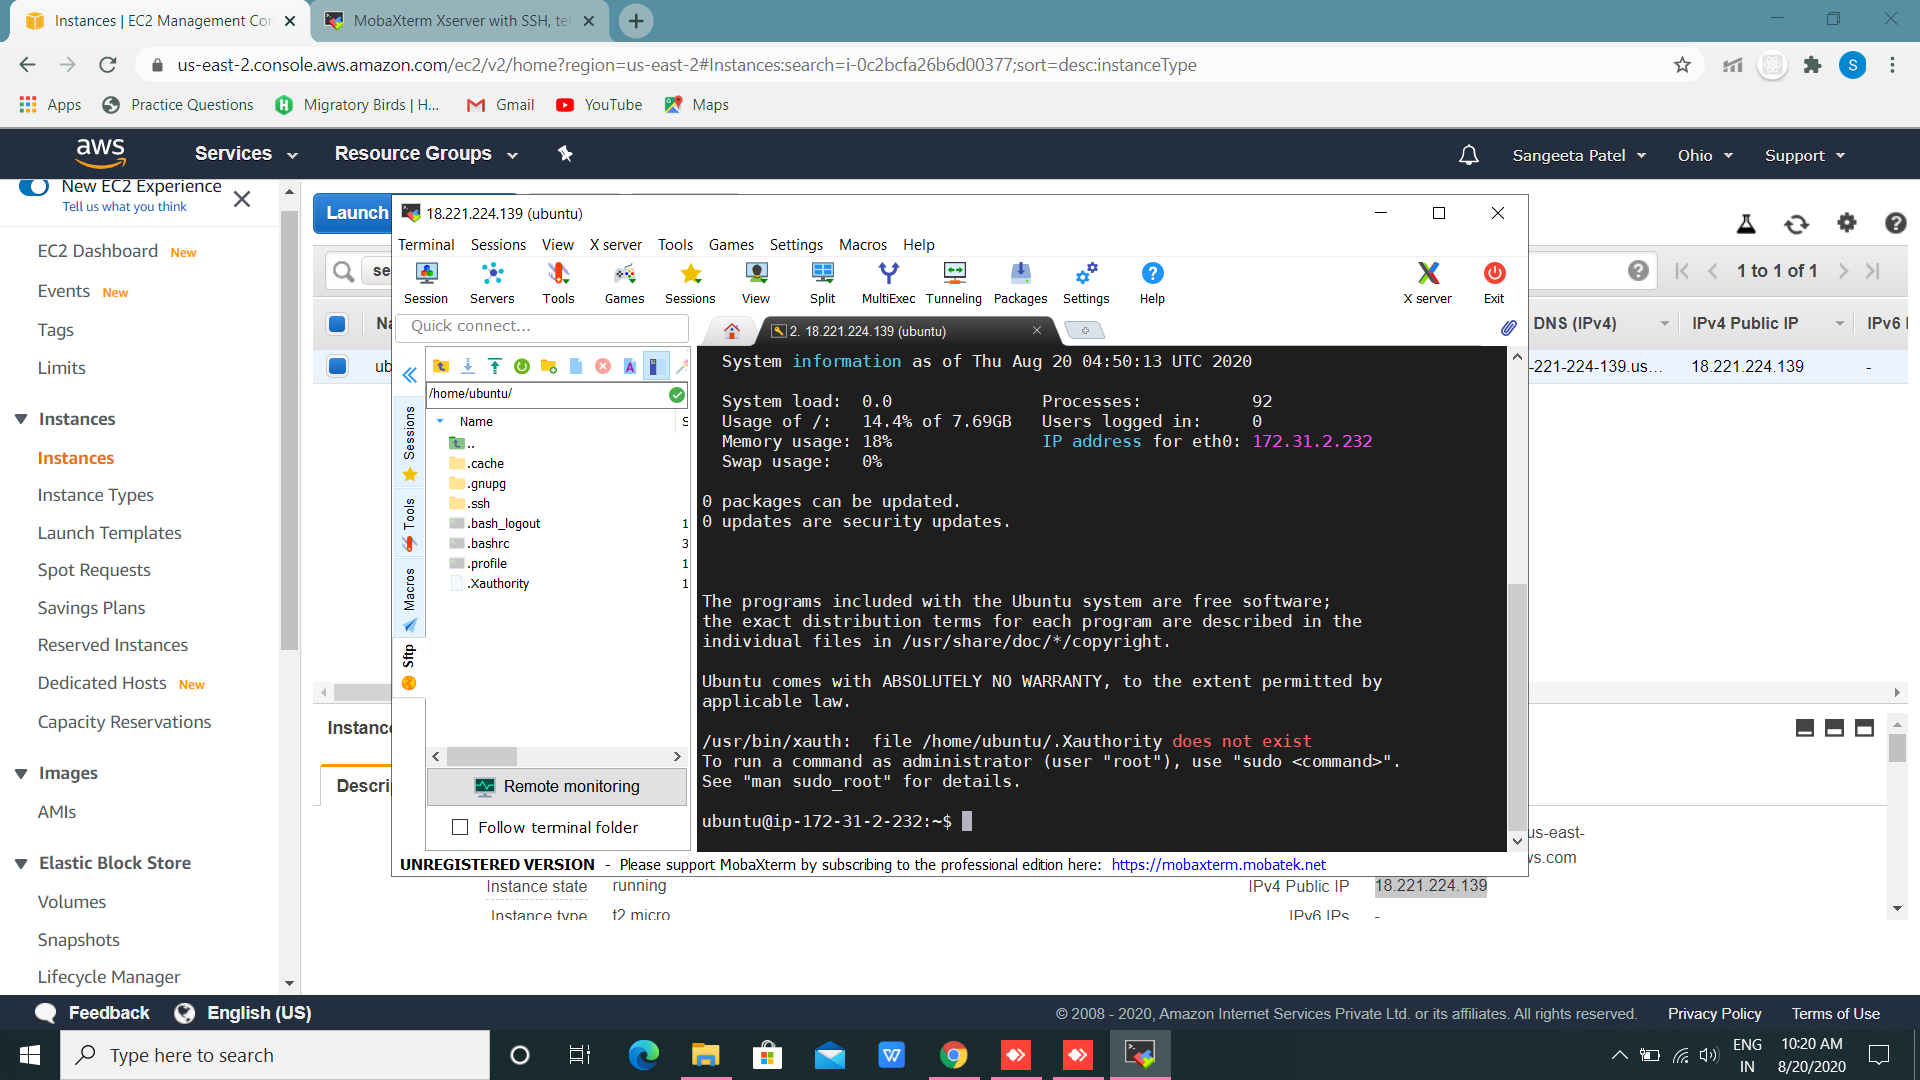 Instances | EC2 Management Con
MobaXterm Xserver with SSH, tel
us-east-2.console.aws.amazon.com/ec2/v2/home?region=us-east-2#Instances:search=i-0c2bcfa26b6d00377;sort=desc:instanceType
S
Apps
Practice Questions
Migratory Birds | H...
Gmail
YouTube
Maps
aws
Services
Resource Groups
Sangeeta Patel
Ohio
Support
New EC2 Experience
Tell us what you think
EC2 Dashboard New
Events New
Tags
Limits
Instances
Instances
Instance Types
Launch Templates
Spot Requests
Savings Plans
Reserved Instances
Dedicated Hosts New
Capacity Reservations
Images
AMIs
Elastic Block Store
Volumes
Snapshots
Lifecycle Manager
Launch
se
1 to 1 of 1
Na
DNS (IPv4)
IPv4 Public IP
IPv6 I
ub
-221-224-139.us...
18.221.224.139
-
18.221.224.139 (ubuntu)
Terminal Sessions View X server Tools Games Settings Macros Help
Session Servers Tools Games Sessions View Split MultiExec Tunneling Packages Settings Help X server Exit
Quick connect...
2. 18.221.224.139 (ubuntu)
Sessions
Tools
Macros
Sftp
/home/ubuntu/
Name S
..
.cache
.gnupg
.ssh
.bash_logout 1
.bashrc 3
.profile 1
.Xauthority 1
Remote monitoring
Follow terminal folder
System information as of Thu Aug 20 04:50:13 UTC 2020
System load: 0.0 Processes: 92
Usage of /: 14.4% of 7.69GB Users logged in: 0
Memory usage: 18% IP address for eth0: 172.31.2.232
Swap usage: 0%
0 packages can be updated.
0 updates are security updates.
The programs included with the Ubuntu system are free software;
the exact distribution terms for each program are described in the
individual files in /usr/share/doc/*/copyright.
Ubuntu comes with ABSOLUTELY NO WARRANTY, to the extent permitted by
applicable law.
/usr/bin/xauth: file /home/ubuntu/.Xauthority does not exist
To run a command as administrator (user "root"), use "sudo <command>".
See "man sudo_root" for details.
ubuntu@ip-172-31-2-232:~$
UNREGISTERED VERSION - Please support MobaXterm by subscribing to the professional edition here: https://mobaxterm.mobatek.net
Instance
Descri
us-east-
ws.com
Instance state running
IPv4 Public IP 18.221.224.139
Instance type t2 micro
IPv6 IPs -
Feedback
English (US)
© 2008 - 2020, Amazon Internet Services Private Ltd. or its affiliates. All rights reserved.
Privacy Policy
Terms of Use
Type here to search
ENG
IN
10:20 AM
8/20/2020